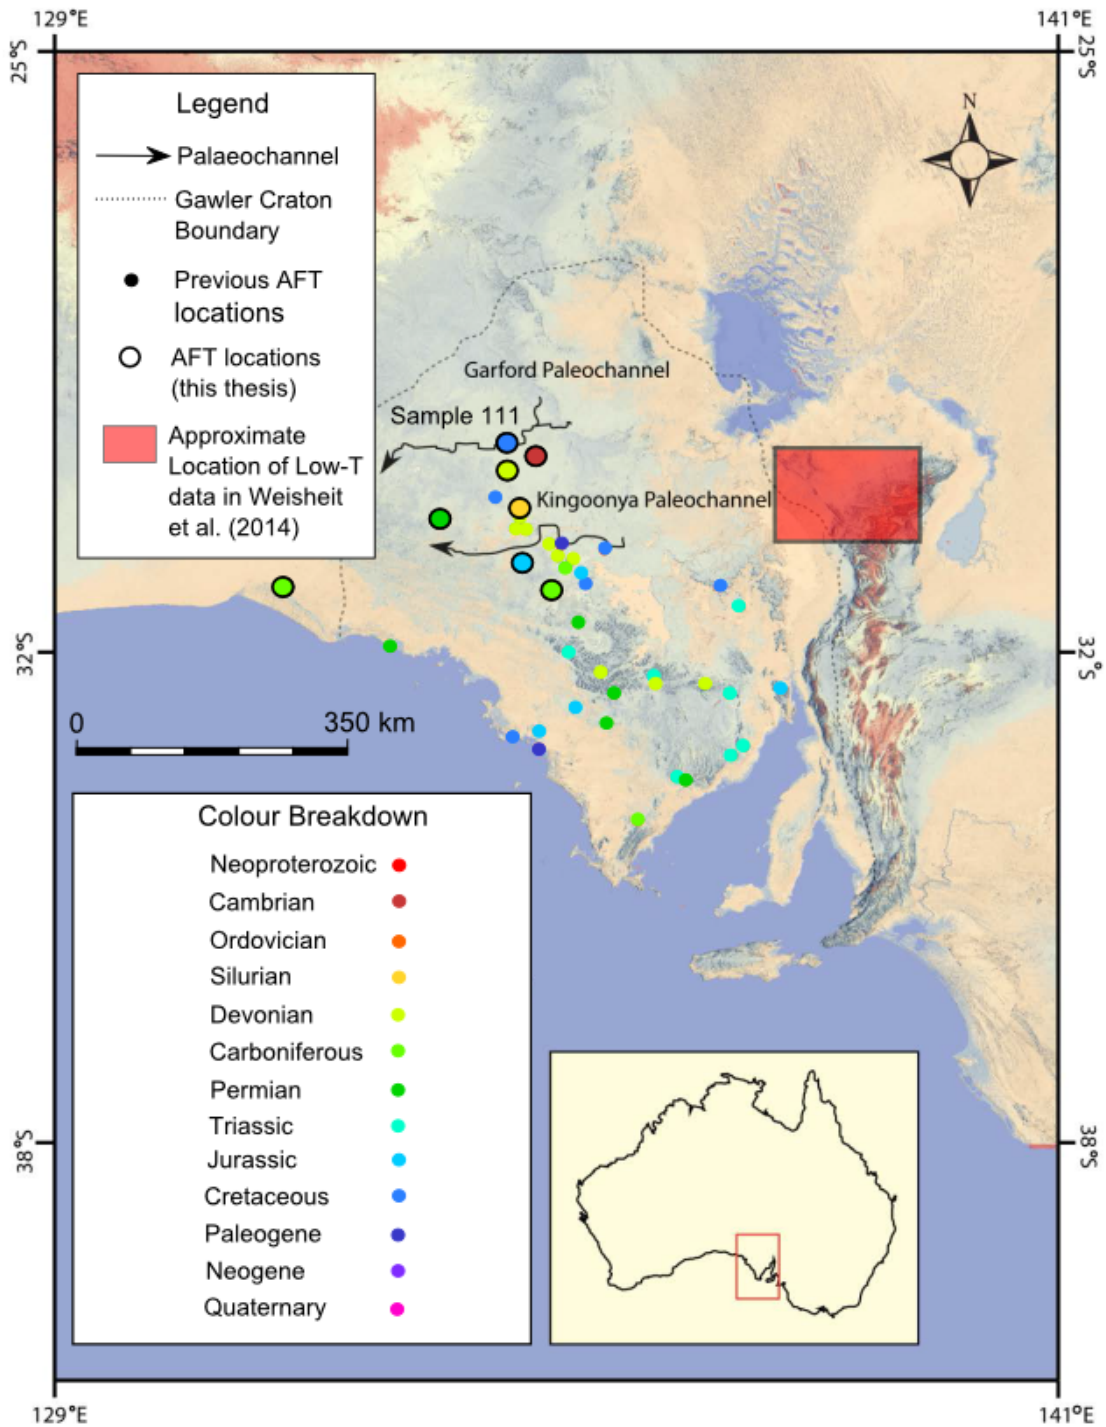 129°E
141°E
25°S
25°S
Legend
N
Palaeochannel
Gawler Craton
Boundary
Previous AFT
locations
AFT locations
(this thesis)
Garford Paleochannel
Sample 111
Approximate
Location of Low-T
data in Weisheit
et al. (2014)
Kingoonya Paleochannel
32°S
32°S
0
350 km
Colour Breakdown
Neoproterozoic
Cambrian
Ordovician
Silurian
Devonian
Carboniferous
Permian
Triassic
Jurassic
Cretaceous
Paleogene
Neogene
Quaternary
38°S
38°S
129°E
141°E